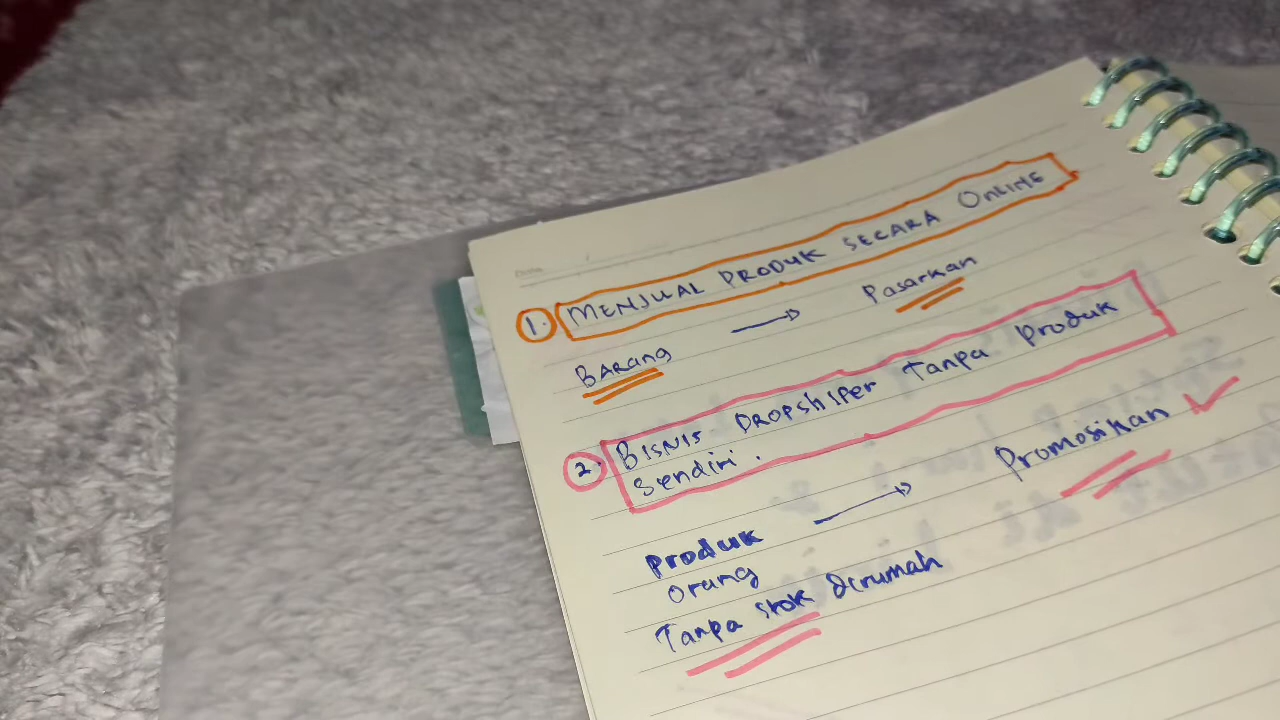 1. MENJUAL PRODUK SECARA ONLINE
BARang → Pasarkan
2. BISNIS DROPSHIPER Tanpa Produk
Sendiri.
Produk → Promosikan ✓
orang
Tanpa stok dirumah